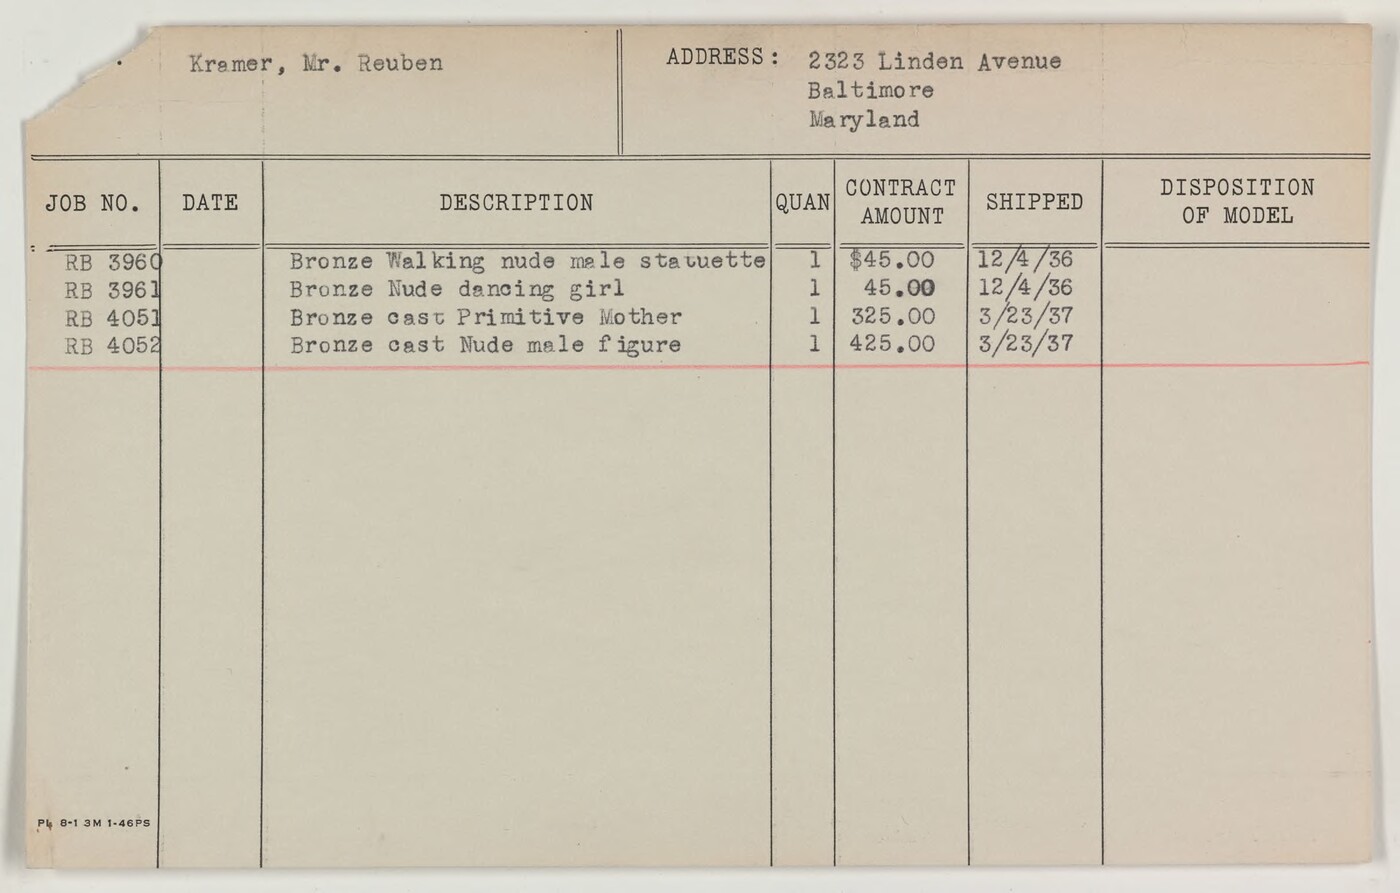 Kramer, Mr. Reuben
ADDRESS: 2323 Linden Avenue
Baltimore
Maryland
JOB NO. DATE DESCRIPTION QUAN CONTRACT AMOUNT SHIPPED DISPOSITION OF MODEL
RB 3960 Bronze Walking nude male statuette 1 $45.00 12/4/36
RB 3961 Bronze Nude dancing girl 1 45.00 12/4/36
RB 4051 Bronze cast Primitive Mother 1 325.00 3/23/37
RB 4052 Bronze cast Nude male figure 1 425.00 3/23/37
PL 8-1 3M 1-46PS